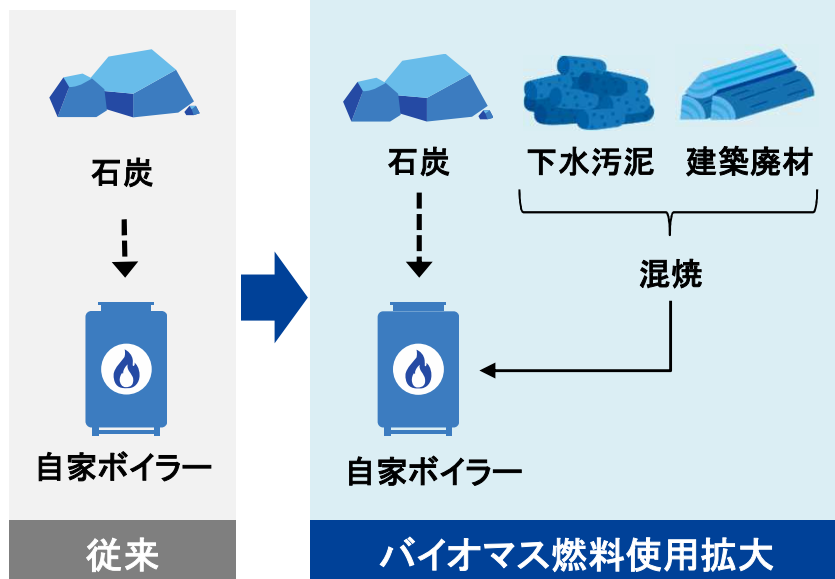 石炭
自家ボイラー
従来
石炭
下水汚泥
建築廃材
混焼
自家ボイラー
バイオマス燃料使用拡大